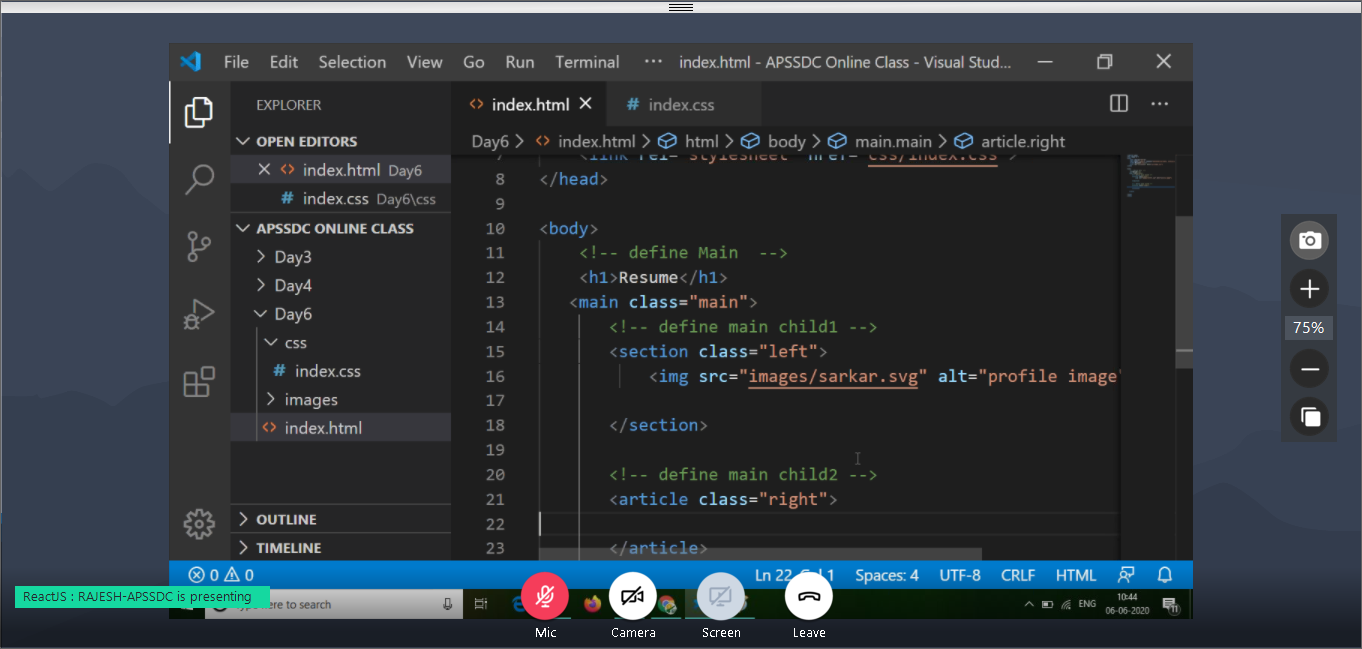 File Edit Selection View Go Run Terminal ··· index.html - APSSDC Online Class - Visual Stud...
EXPLORER
index.html # index.css
OPEN EDITORS
Day6 > index.html > html > body > main.main > article.right
index.html Day6
# index.css Day6\css
APSSDC ONLINE CLASS
Day3
Day4
Day6
css
# index.css
images
index.html
OUTLINE
TIMELINE
7 <link rel="stylesheet" href="css/index.css">
8 </head>
9
10 <body>
11 <!-- define Main -->
12 <h1>Resume</h1>
13 <main class="main">
14 <!-- define main child1 -->
15 <section class="left">
16 <img src="images/sarkar.svg" alt="profile image"
17
18 </section>
19
20 <!-- define main child2 -->
21 <article class="right">
22
23 </article>
75%
0 0 Ln 22, Col 1 Spaces: 4 UTF-8 CRLF HTML
ReactJS : RAJESH-APSSDC is presenting
here to search
ENG 10:44
06-06-2020
11
Mic Camera Screen Leave